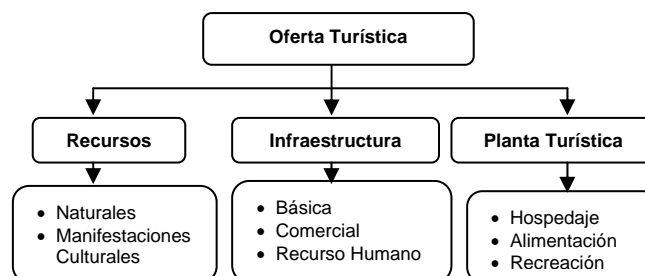 Oferta Turística
Recursos
Infraestructura
Planta Turística
• Naturales
• Manifestaciones
Culturales
• Básica
• Comercial
• Recurso Humano
• Hospedaje
• Alimentación
• Recreación